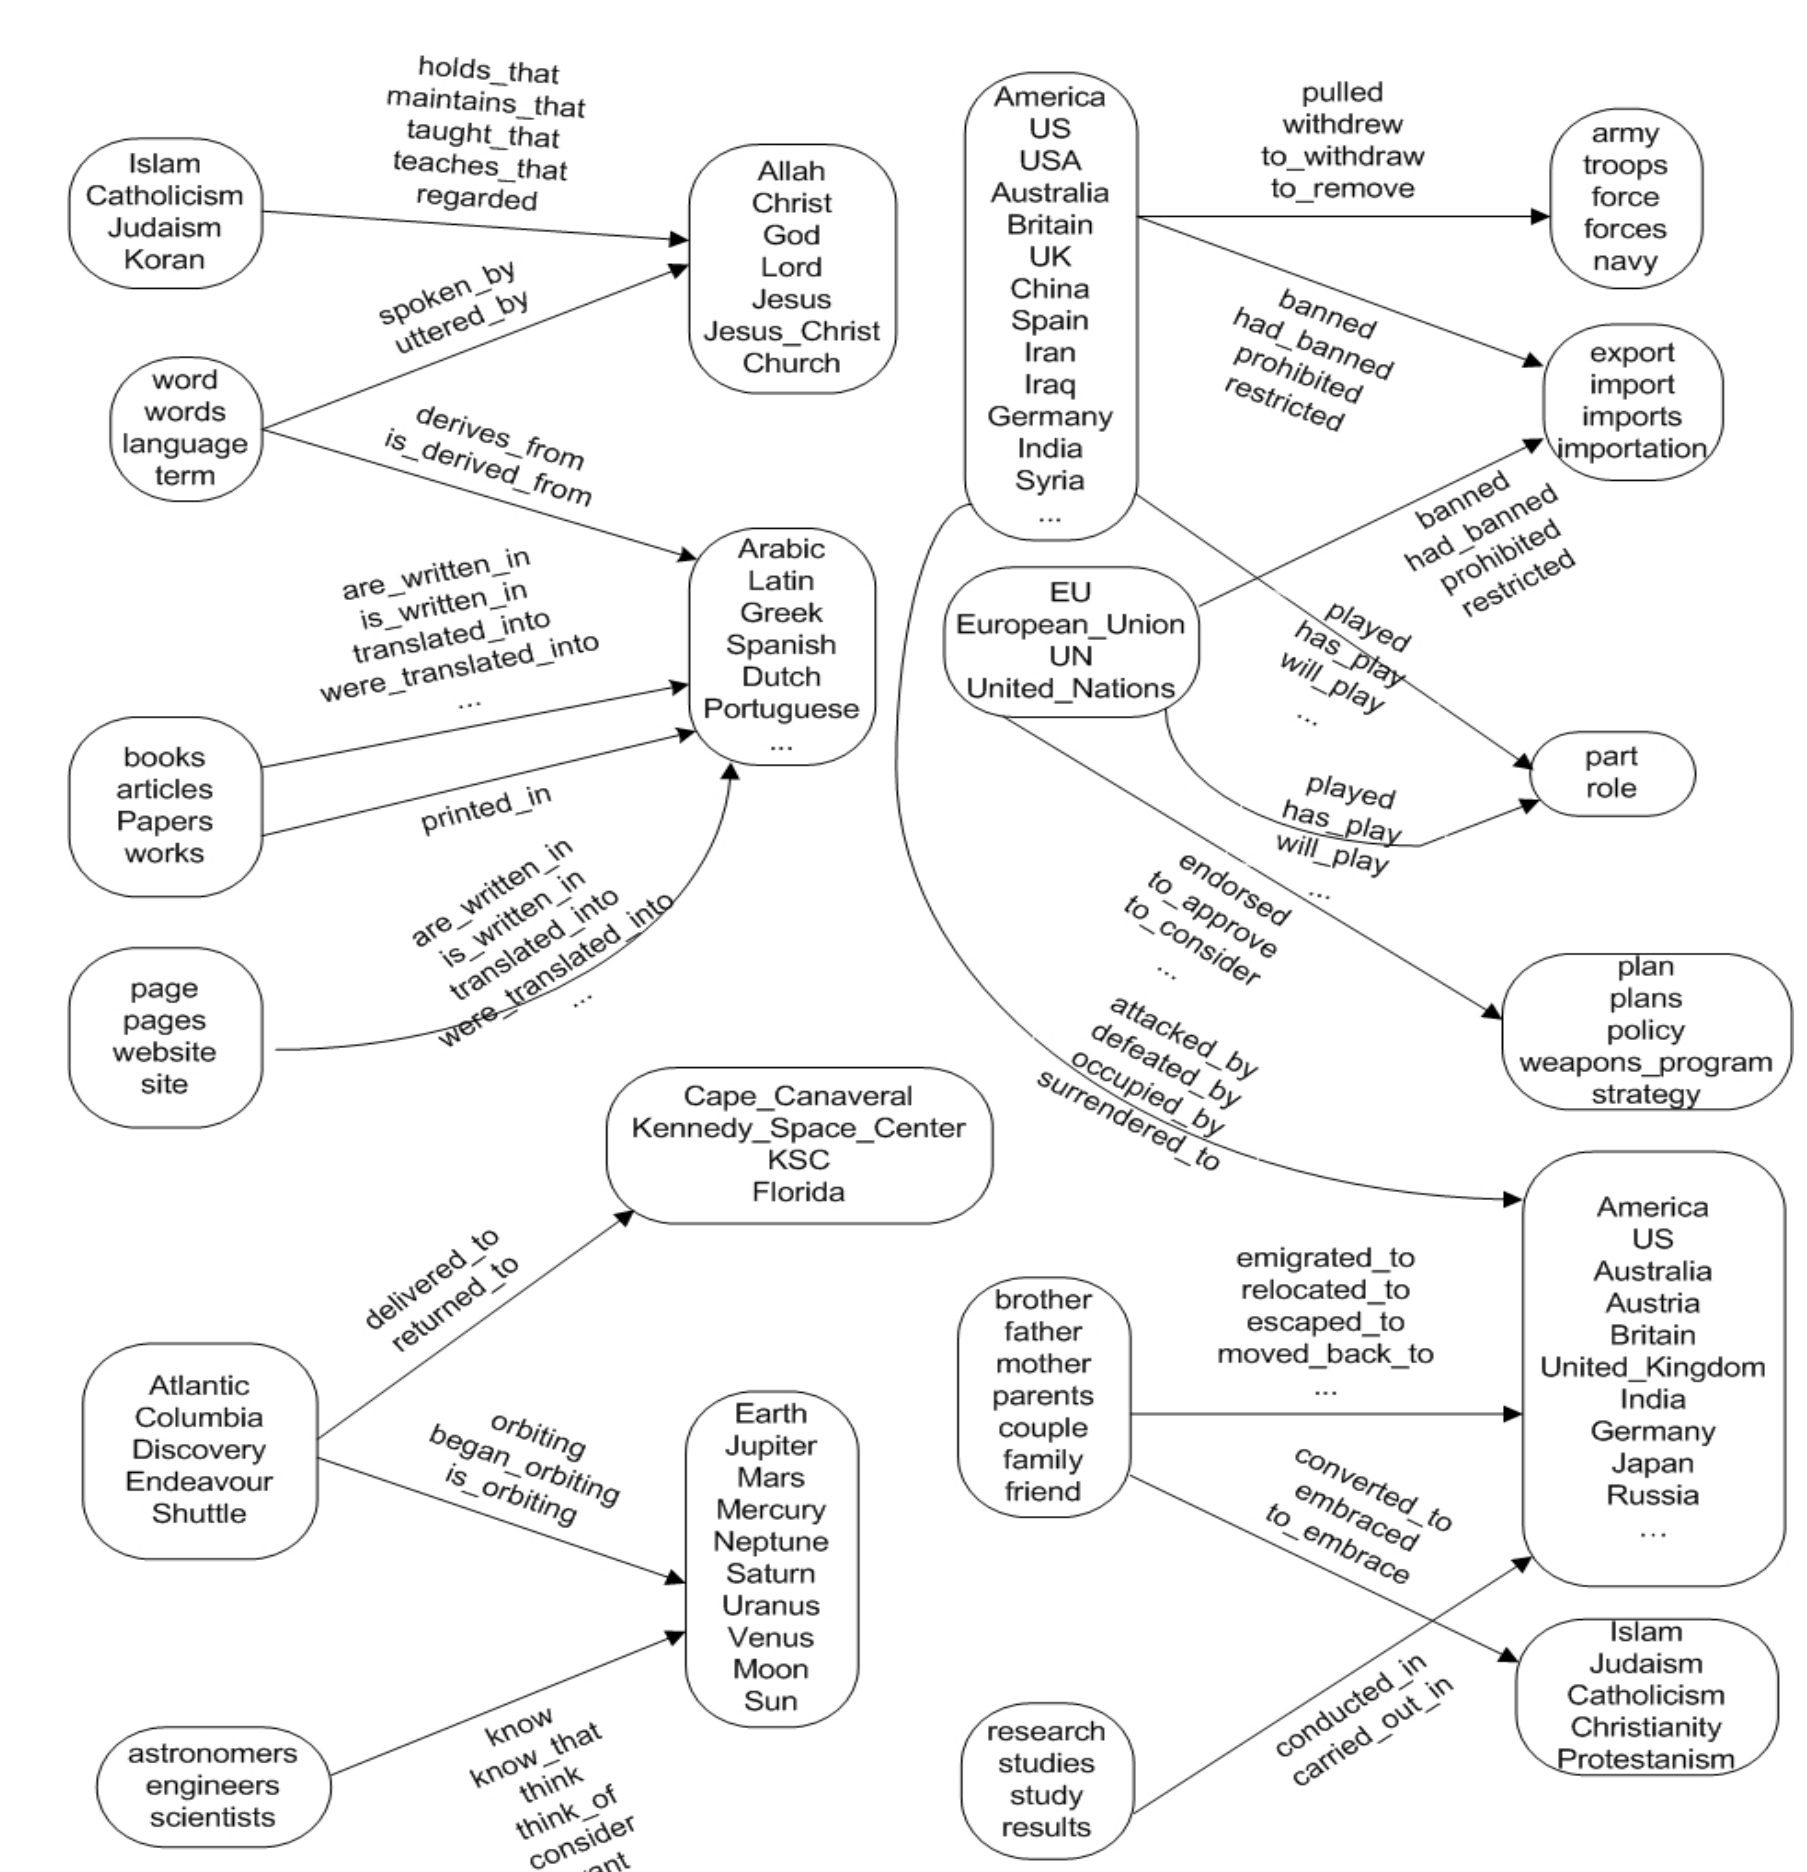 holds_that
maintains_that
taught_that
teaches_that
regarded
Islam
Catholicism
Judaism
Koran
Allah
Christ
God
Lord
Jesus
Jesus_Christ
Church
spoken_by
uttered_by
word
words
language
term
derives_from
is_derived_from
Arabic
Latin
Greek
Spanish
Dutch
Portuguese
...
are_written_in
is_written_in
translated_into
were_translated_into
...
books
articles
Papers
works
printed_in
are_written_in
is_written_in
translated_into
were_translated_into
...
page
pages
website
site
Cape_Canaveral
Kennedy_Space_Center
KSC
Florida
delivered_to
returned_to
Atlantic
Columbia
Discovery
Endeavour
Shuttle
orbiting
began_orbiting
is_orbiting
Earth
Jupiter
Mars
Mercury
Neptune
Saturn
Uranus
Venus
Moon
Sun
astronomers
engineers
scientists
know
know_that
think
think_of
consider
America
US
USA
Australia
Britain
UK
China
Spain
Iran
Iraq
Germany
India
Syria
...
pulled
withdrew
to_withdraw
to_remove
army
troops
force
forces
navy
banned
had_banned
prohibited
restricted
export
import
imports
importation
banned
had_banned
prohibited
restricted
EU
European_Union
UN
United_Nations
played
has_play
will_play
...
part
role
played
has_play
will_play
...
endorsed
to_approve
to_consider
...
plan
plans
policy
weapons_program
strategy
attacked_by
defeated_by
occupied_by
surrendered_to
America
US
Australia
Austria
Britain
United_Kingdom
India
Germany
Japan
Russia
...
emigrated_to
relocated_to
escaped_to
moved_back_to
...
brother
father
mother
parents
couple
family
friend
converted_to
embraced
to_embrace
Islam
Judaism
Catholicism
Christianity
Protestanism
conducted_in
carried_out_in
research
studies
study
results